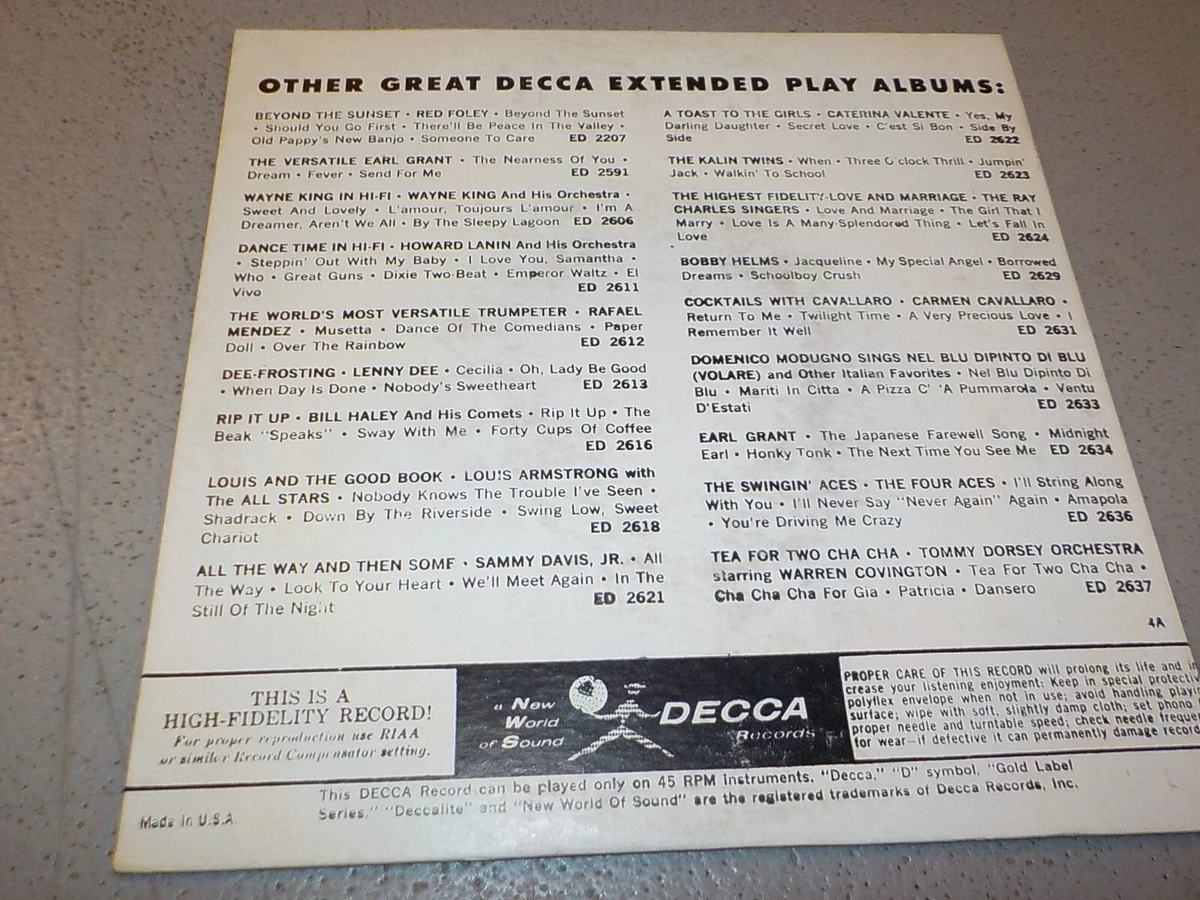 OTHER GREAT DECCA EXTENDED PLAY ALBUMS:
BEYOND THE SUNSET • RED FOLEY • Beyond The Sunset
• Should You Go First • There'll Be Peace In The Valley •
Old Pappy's New Banjo • Someone To Care ED 2207
THE VERSATILE EARL GRANT • The Nearness Of You •
Dream • Fever • Send For Me ED 2591
WAYNE KING IN HI-FI • WAYNE KING And His Orchestra •
Sweet And Lovely • L'amour, Toujours L'amour • I'm A
Dreamer, Aren't We All • By The Sleepy Lagoon ED 2606
DANCE TIME IN HI-FI • HOWARD LANIN And His Orchestra
• Steppin' Out With My Baby • I Love You, Samantha •
Who • Great Guns • Dixie Two-Beat • Emperor Waltz • El
Vivo ED 2611
THE WORLD'S MOST VERSATILE TRUMPETER • RAFAEL
MENDEZ • Musetta • Dance Of The Comedians • Paper
Doll • Over The Rainbow ED 2612
DEE-FROSTING • LENNY DEE • Cecilia • Oh, Lady Be Good
• When Day Is Done • Nobody's Sweetheart ED 2613
RIP IT UP • BILL HALEY And His Comets • Rip It Up • The
Beak "Speaks" • Sway With Me • Forty Cups Of Coffee
ED 2616
LOUIS AND THE GOOD BOOK • LOUIS ARMSTRONG with
The ALL STARS • Nobody Knows The Trouble I've Seen •
Shadrack • Down By The Riverside • Swing Low, Sweet
Chariot ED 2618
ALL THE WAY AND THEN SOME • SAMMY DAVIS, JR. • All
The Way • Look To Your Heart • We'll Meet Again • In The
Still Of The Night ED 2621
A TOAST TO THE GIRLS • CATERINA VALENTE • Yes, My
Darling Daughter • Secret Love • C'est Si Bon • Side By
Side ED 2622
THE KALIN TWINS • When • Three O'clock Thrill • Jumpin'
Jack • Walkin' To School ED 2623
THE HIGHEST FIDELITY-LOVE AND MARRIAGE • THE RAY
CHARLES SINGERS • Love And Marriage • The Girl That I
Marry • Love Is A Many-Splendored Thing • Let's Fall In
Love ED 2624
BOBBY HELMS • Jacqueline • My Special Angel • Borrowed
Dreams • Schoolboy Crush ED 2629
COCKTAILS WITH CAVALLARO • CARMEN CAVALLARO •
Return To Me • Twilight Time • A Very Precious Love • I
Remember It Well ED 2631
DOMENICO MODUGNO SINGS NEL BLU DIPINTO DI BLU
(VOLARE) and Other Italian Favorites • Nel Blu Dipinto Di
Blu • Mariti In Citta • A Pizza C' 'A Pummarola • Ventu
D'Estati ED 2633
EARL GRANT • The Japanese Farewell Song • Midnight
Earl • Honky Tonk • The Next Time You See Me ED 2634
THE SWINGIN' ACES • THE FOUR ACES • I'll String Along
With You • I'll Never Say "Never Again" Again • Amapola
• You're Driving Me Crazy ED 2636
TEA FOR TWO CHA CHA • TOMMY DORSEY ORCHESTRA
starring WARREN COVINGTON • Tea For Two Cha Cha •
Cha Cha Cha For Gia • Patricia • Dansero ED 2637
4A
THIS IS A
HIGH-FIDELITY RECORD!
For proper reproduction use RIAA
or similar Record Compensator setting.
a New
World
of Sound
DECCA
Records
PROPER CARE OF THIS RECORD will prolong its life and in
crease your listening enjoyment. Keep in special protectiv
polyflex envelope when not in use; avoid handling playi
surface; wipe with soft, slightly damp cloth; set phono
proper needle and turntable speed; check needle freque
for wear—if defective it can permanently damage record
This DECCA Record can be played only on 45 RPM Instruments. "Decca," "D" symbol, "Gold Label
Series," "Deccalite" and "New World Of Sound" are the registered trademarks of Decca Records, Inc.
Made In U.S.A.